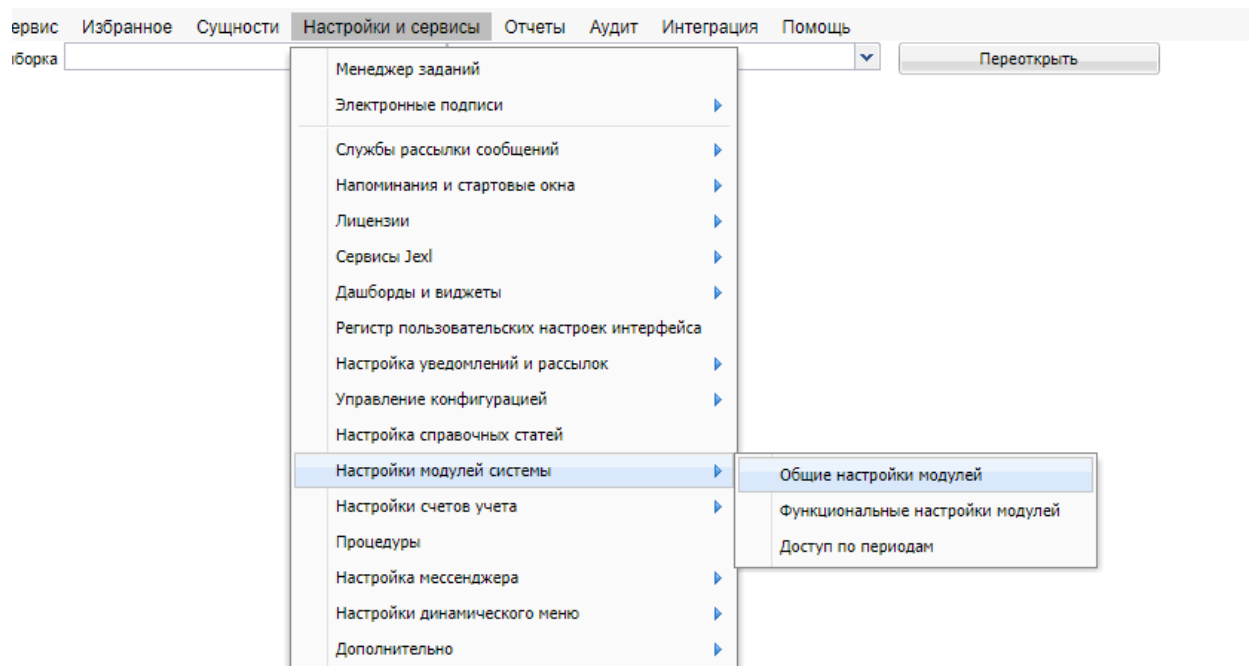 ервис Избранное Сущности Настройки и сервисы Отчеты Аудит Интеграция Помощь
борка Переоткрыть
Менеджер заданий
Электронные подписи
Службы рассылки сообщений
Напоминания и стартовые окна
Лицензии
Сервисы Jexl
Дашборды и виджеты
Регистр пользовательских настроек интерфейса
Настройка уведомлений и рассылок
Управление конфигурацией
Настройка справочных статей
Настройки модулей системы
Общие настройки модулей
Настройки счетов учета
Функциональные настройки модулей
Процедуры
Доступ по периодам
Настройка мессенджера
Настройки динамического меню
Дополнительно